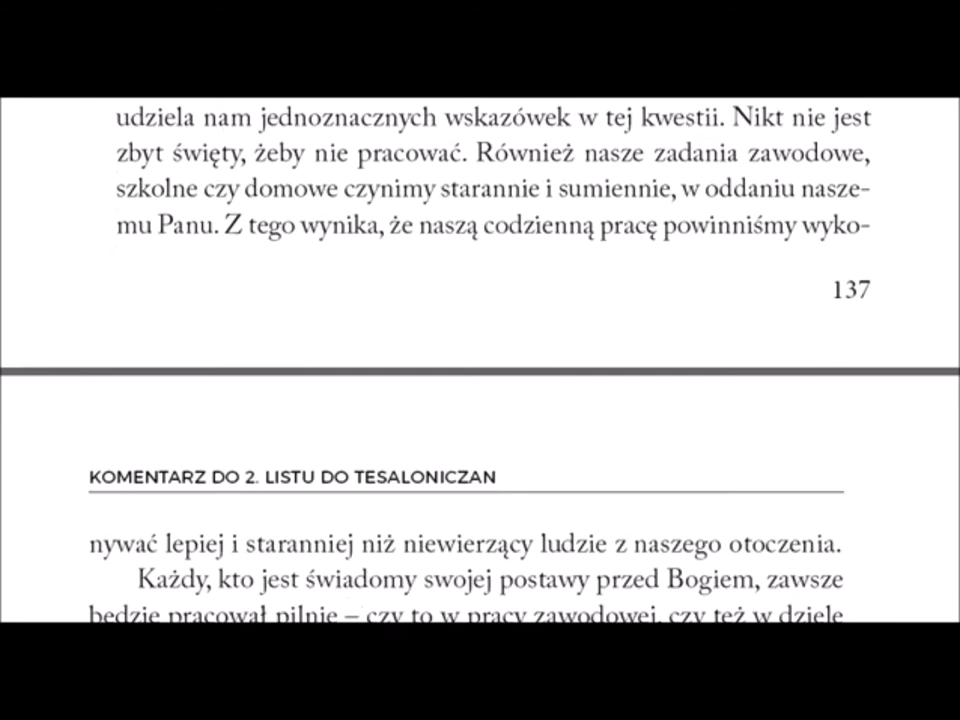 udziela nam jednoznacznych wskazówek w tej kwestii. Nikt nie jest
zbyt święty, żeby nie pracować. Również nasze zadania zawodowe,
szkolne czy domowe czynimy starannie i sumiennie, w oddaniu nasze-
mu Panu. Z tego wynika, że naszą codzienną pracę powinniśmy wyko-
137
KOMENTARZ DO 2. LISTU DO TESALONICZAN
nywać lepiej i staranniej niż niewierzący ludzie z naszego otoczenia.
Każdy, kto jest świadomy swojej postawy przed Bogiem, zawsze
będzie pracował pilnie – czy to w pracy zawodowej, czy też w dziele